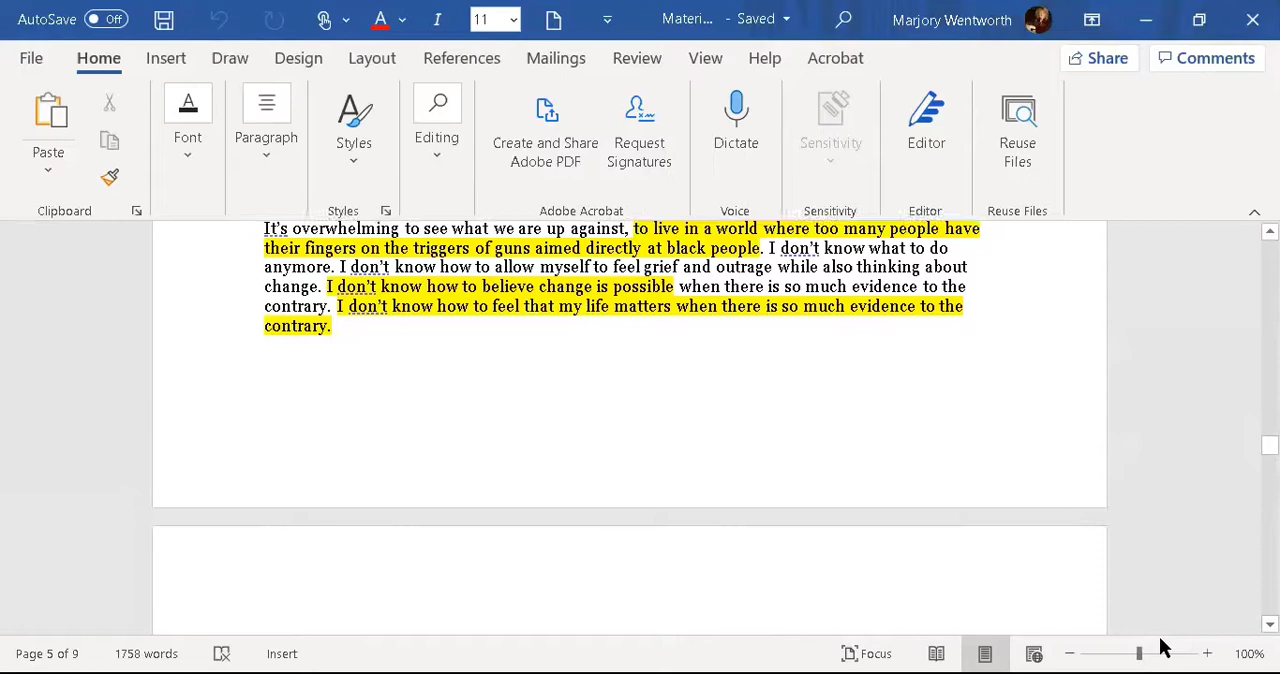 AutoSave Off 11 Materi... - Saved Marjory Wentworth
File Home Insert Draw Design Layout References Mailings Review View Help Acrobat Share Comments
Paste Font Paragraph Styles Editing Create and Share Adobe PDF Request Signatures Dictate Sensitivity Editor Reuse Files
Clipboard Styles Adobe Acrobat Voice Sensitivity Editor Reuse Files
It's overwhelming to see what we are up against, to live in a world where too many people have
their fingers on the triggers of guns aimed directly at black people. I don't know what to do
anymore. I don't know how to allow myself to feel grief and outrage while also thinking about
change. I don't know how to believe change is possible when there is so much evidence to the
contrary. I don't know how to feel that my life matters when there is so much evidence to the
contrary.
Page 5 of 9 1758 words Insert Focus 100%